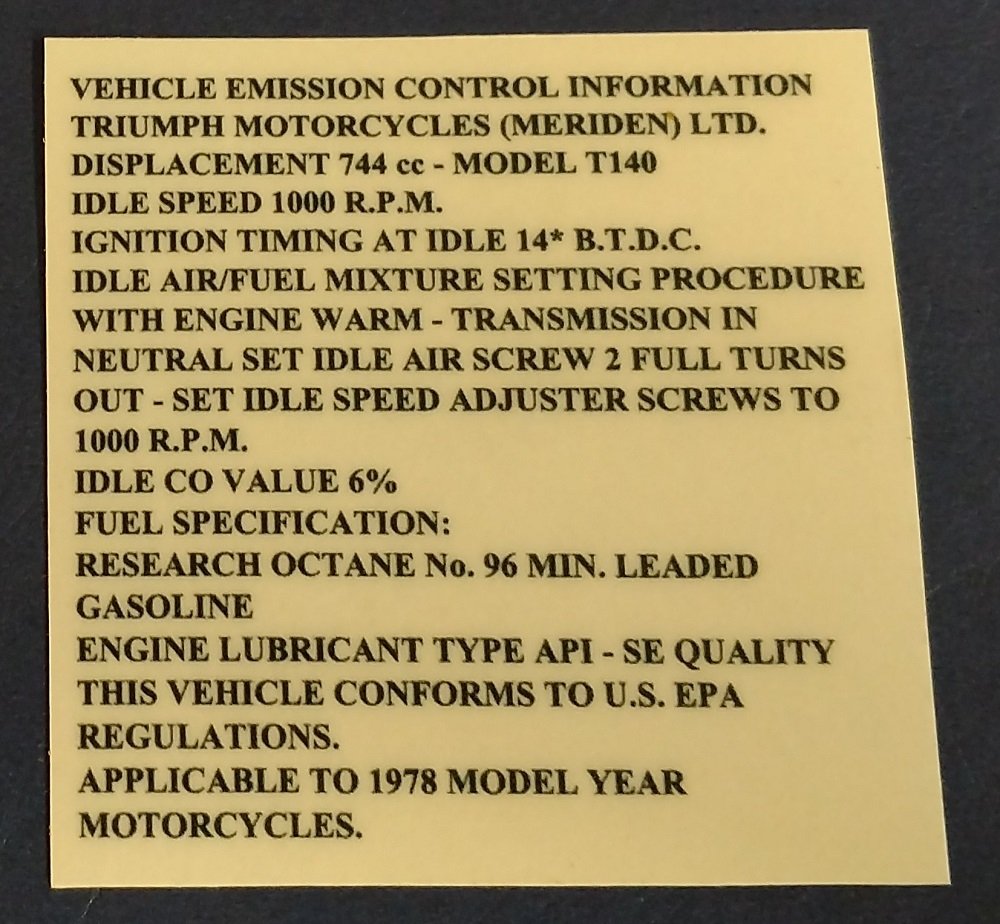 VEHICLE EMISSION CONTROL INFORMATION
TRIUMPH MOTORCYCLES (MERIDEN) LTD.
DISPLACEMENT 744 cc - MODEL T140
IDLE SPEED 1000 R.P.M.
IGNITION TIMING AT IDLE 14* B.T.D.C.
IDLE AIR/FUEL MIXTURE SETTING PROCEDURE
WITH ENGINE WARM - TRANSMISSION IN
NEUTRAL SET IDLE AIR SCREW 2 FULL TURNS
OUT - SET IDLE SPEED ADJUSTER SCREWS TO
1000 R.P.M.
IDLE CO VALUE 6%
FUEL SPECIFICATION:
RESEARCH OCTANE No. 96 MIN. LEADED
GASOLINE
ENGINE LUBRICANT TYPE API - SE QUALITY
THIS VEHICLE CONFORMS TO U.S. EPA
REGULATIONS.
APPLICABLE TO 1978 MODEL YEAR
MOTORCYCLES.